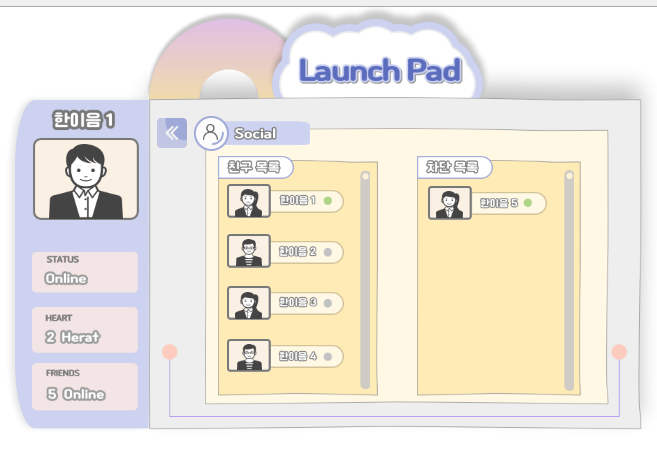 Launch Pad
한이음 1
STATUS
Online
HEART
2 Herat
FRIENDS
5 Online
Social
친구 목록
한이음 1
한이음 2
한이음 3
한이음 4
차단 목록
한이음 5